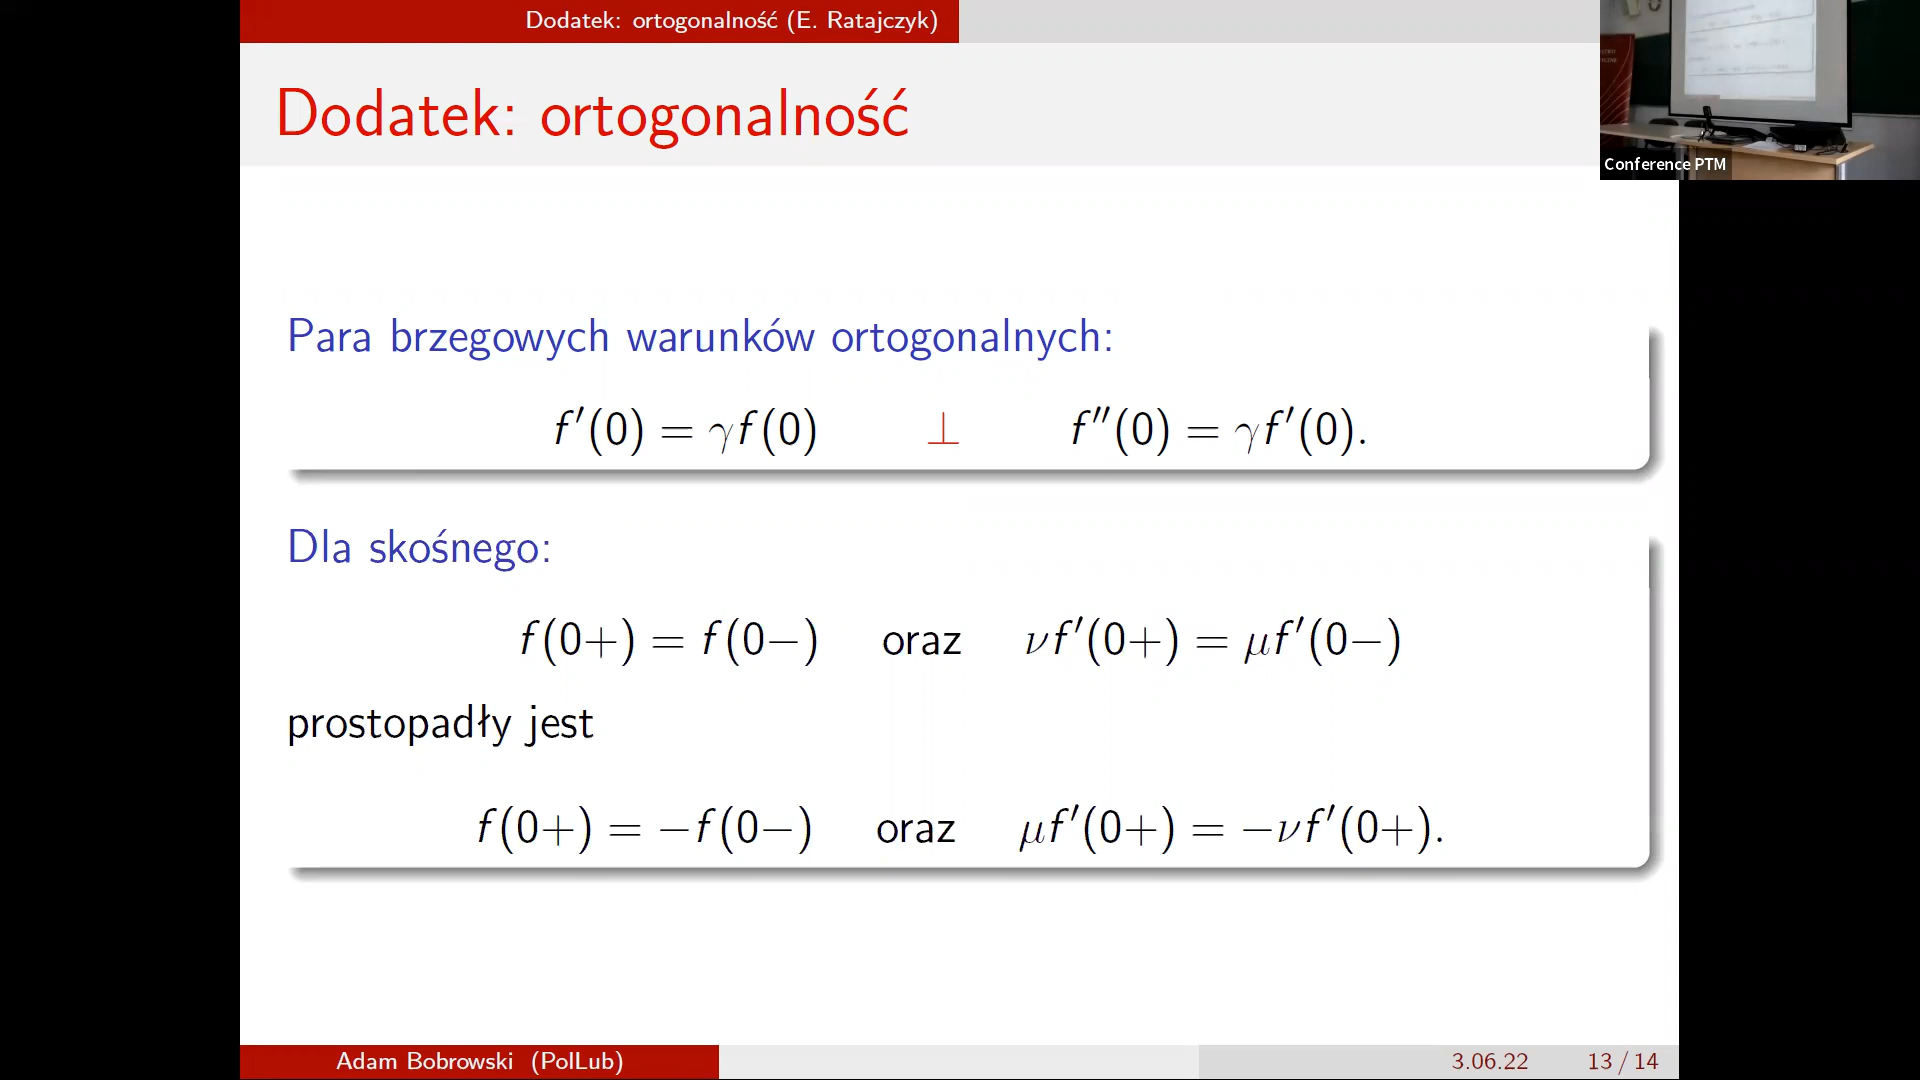 Dodatek: ortogonalność (E. Ratajczyk)
Dodatek: ortogonalność
Conference PTM
Para brzegowych warunków ortogonalnych:
f′(0) = γf(0) ⊥ f″(0) = γf′(0).
Dla skośnego:
f(0+) = f(0−) oraz νf′(0+) = μf′(0−)
prostopadły jest
f(0+) = −f(0−) oraz μf′(0+) = −νf′(0+).
Adam Bobrowski (PolLub) 3.06.22 13 / 14